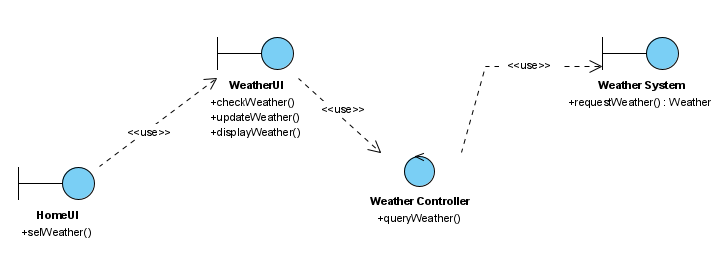 WeatherUI
+checkWeather()
+updateWeather()
+displayWeather()
<<use>>
Weather System
+requestWeather() : Weather
<<use>>
<<use>>
HomeUI
+selWeather()
Weather Controller
+queryWeather()